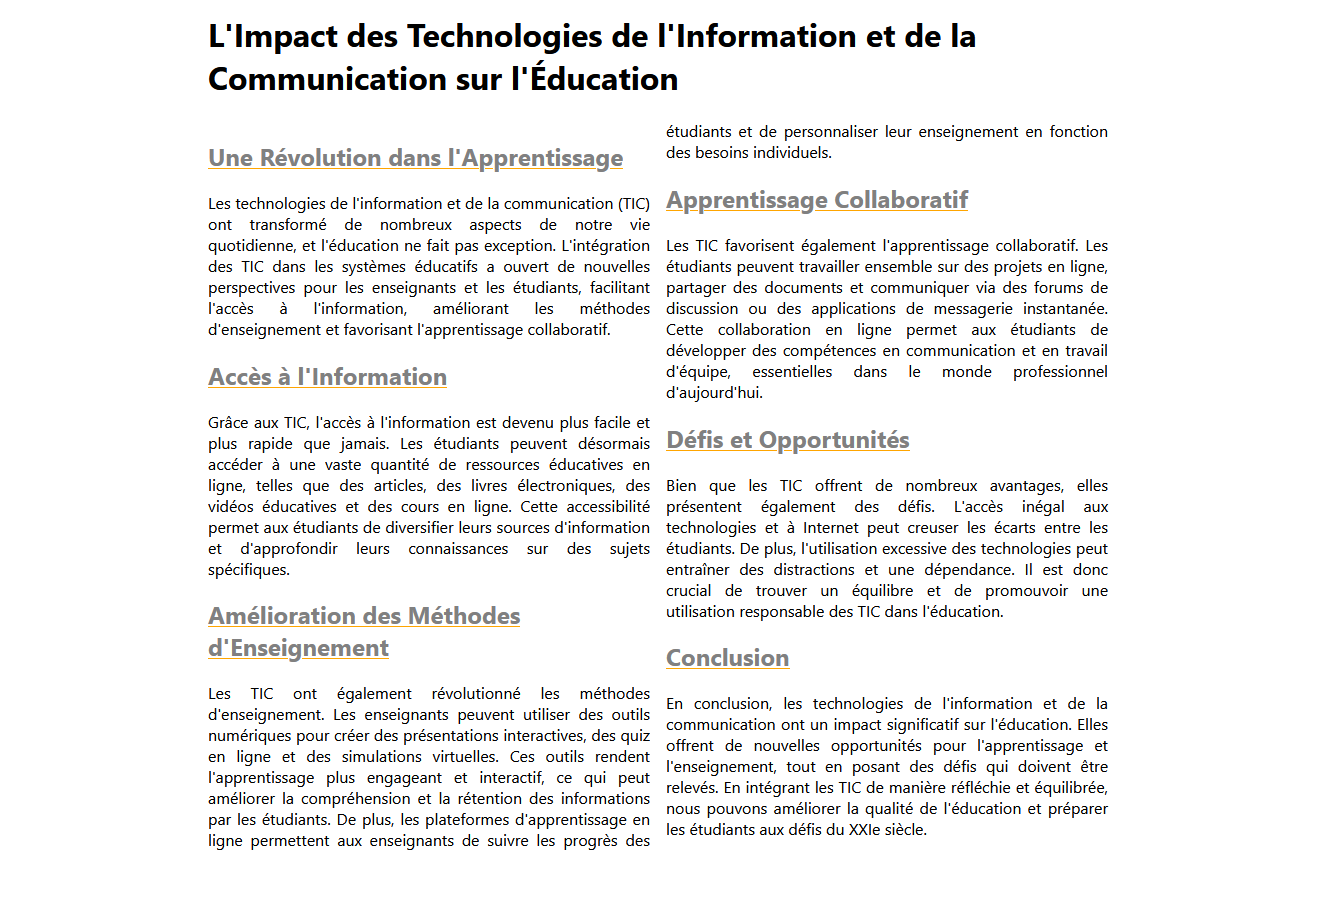 L'Impact des Technologies de l'Information et de la
Communication sur l'Éducation
Une Révolution dans l'Apprentissage
Les technologies de l'information et de la communication (TIC)
ont transformé de nombreux aspects de notre vie
quotidienne, et l'éducation ne fait pas exception. L'intégration
des TIC dans les systèmes éducatifs a ouvert de nouvelles
perspectives pour les enseignants et les étudiants, facilitant
l'accès à l'information, améliorant les méthodes
d'enseignement et favorisant l'apprentissage collaboratif.
Accès à l'Information
Grâce aux TIC, l'accès à l'information est devenu plus facile et
plus rapide que jamais. Les étudiants peuvent désormais
accéder à une vaste quantité de ressources éducatives en
ligne, telles que des articles, des livres électroniques, des
vidéos éducatives et des cours en ligne. Cette accessibilité
permet aux étudiants de diversifier leurs sources d'information
et d'approfondir leurs connaissances sur des sujets
spécifiques.
Amélioration des Méthodes
d'Enseignement
Les TIC ont également révolutionné les méthodes
d'enseignement. Les enseignants peuvent utiliser des outils
numériques pour créer des présentations interactives, des quiz
en ligne et des simulations virtuelles. Ces outils rendent
l'apprentissage plus engageant et interactif, ce qui peut
améliorer la compréhension et la rétention des informations
par les étudiants. De plus, les plateformes d'apprentissage en
ligne permettent aux enseignants de suivre les progrès des
étudiants et de personnaliser leur enseignement en fonction
des besoins individuels.
Apprentissage Collaboratif
Les TIC favorisent également l'apprentissage collaboratif. Les
étudiants peuvent travailler ensemble sur des projets en ligne,
partager des documents et communiquer via des forums de
discussion ou des applications de messagerie instantanée.
Cette collaboration en ligne permet aux étudiants de
développer des compétences en communication et en travail
d'équipe, essentielles dans le monde professionnel
d'aujourd'hui.
Défis et Opportunités
Bien que les TIC offrent de nombreux avantages, elles
présentent également des défis. L'accès inégal aux
technologies et à Internet peut creuser les écarts entre les
étudiants. De plus, l'utilisation excessive des technologies peut
entraîner des distractions et une dépendance. Il est donc
crucial de trouver un équilibre et de promouvoir une
utilisation responsable des TIC dans l'éducation.
Conclusion
En conclusion, les technologies de l'information et de la
communication ont un impact significatif sur l'éducation. Elles
offrent de nouvelles opportunités pour l'apprentissage et
l'enseignement, tout en posant des défis qui doivent être
relevés. En intégrant les TIC de manière réfléchie et équilibrée,
nous pouvons améliorer la qualité de l'éducation et préparer
les étudiants aux défis du XXIe siècle.